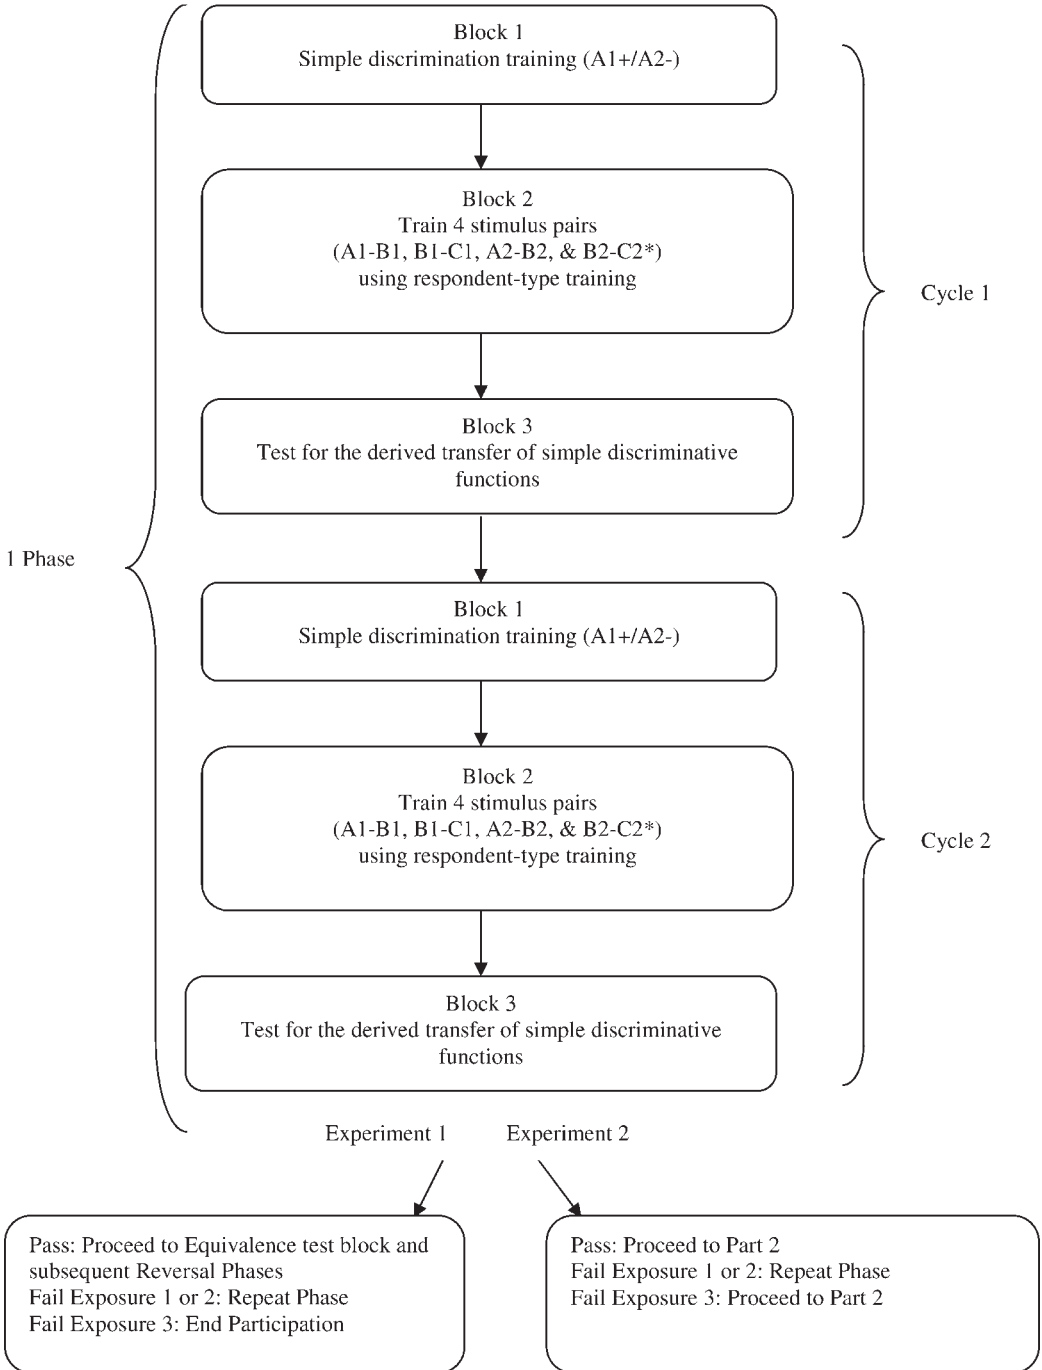 Block 1
Simple discrimination training (A1+/A2-)
Block 2
Train 4 stimulus pairs
(A1-B1, B1-C1, A2-B2, & B2-C2*)
using respondent-type training
Cycle 1
Block 3
Test for the derived transfer of simple discriminative
functions
1 Phase
Block 1
Simple discrimination training (A1+/A2-)
Block 2
Train 4 stimulus pairs
(A1-B1, B1-C1, A2-B2, & B2-C2*)
using respondent-type training
Cycle 2
Block 3
Test for the derived transfer of simple discriminative
functions
Experiment 1
Experiment 2
Pass: Proceed to Equivalence test block and
subsequent Reversal Phases
Fail Exposure 1 or 2: Repeat Phase
Fail Exposure 3: End Participation
Pass: Proceed to Part 2
Fail Exposure 1 or 2: Repeat Phase
Fail Exposure 3: Proceed to Part 2